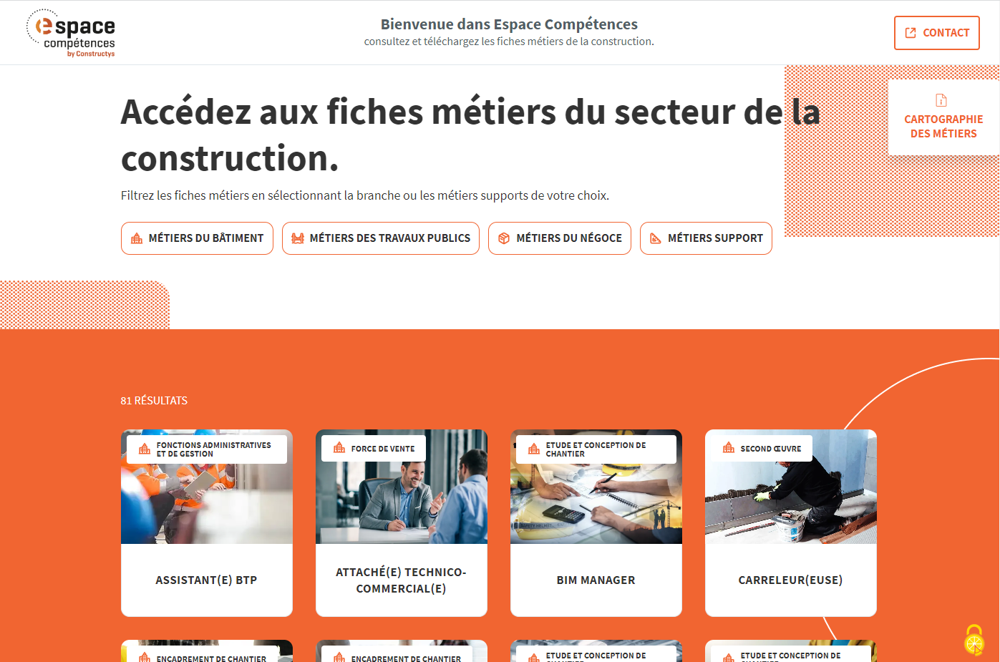 espace
compétences
by Constructys
Bienvenue dans Espace Compétences
consultez et téléchargez les fiches métiers de la construction.
CONTACT
CARTOGRAPHIE
DES MÉTIERS
Accédez aux fiches métiers du secteur de la
construction.
Filtrez les fiches métiers en sélectionnant la branche ou les métiers supports de votre choix.
MÉTIERS DU BÂTIMENT
MÉTIERS DES TRAVAUX PUBLICS
MÉTIERS DU NÉGOCE
MÉTIERS SUPPORT
81 RÉSULTATS
FONCTIONS ADMINISTRATIVES
ET DE GESTION
ASSISTANT(E) BTP
FORCE DE VENTE
ATTACHÉ(E) TECHNICO-
COMMERCIAL(E)
ETUDE ET CONCEPTION DE
CHANTIER
SAFETY HELMET
BIM MANAGER
SECOND ŒUVRE
CARRELEUR(EUSE)
ENCADREMENT DE CHANTIER
ENCADREMENT DE CHANTIER
ETUDE ET CONCEPTION DE
CHANTIER
ETUDE ET CONCEPTION DE
CHANTIER